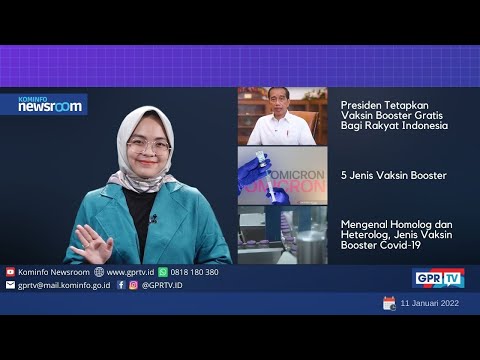 KOMINFO
newsroom
Presiden Tetapkan
Vaksin Booster Gratis
Bagi Rakyat Indonesia
OMICRON
OMICRON
5 Jenis Vaksin Booster
Mengenal Homolog dan
Heterolog, Jenis Vaksin
Booster Covid-19
Kominfo Newsroom www.gprtv.id 0818 180 380
gprtv@mail.kominfo.go.id @GPRTV.ID
GPR TV
11 Januari 2022